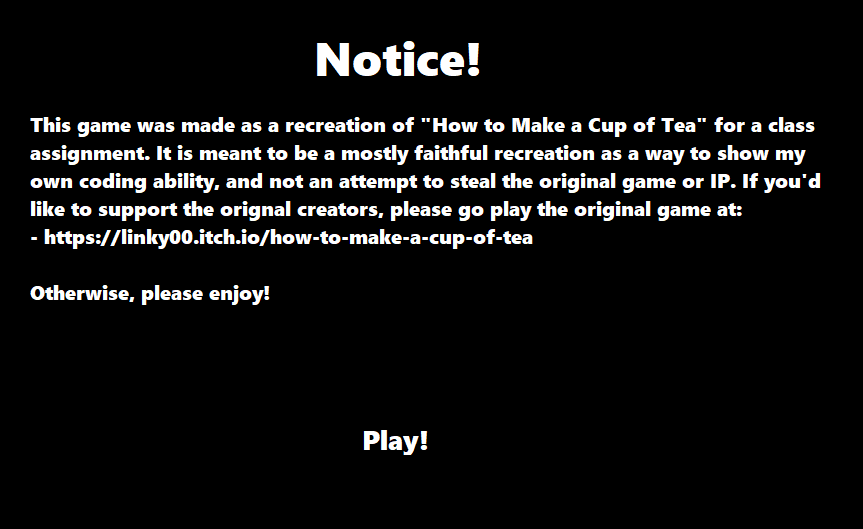 Notice!
This game was made as a recreation of "How to Make a Cup of Tea" for a class
assignment. It is meant to be a mostly faithful recreation as a way to show my
own coding ability, and not an attempt to steal the original game or IP. If you'd
like to support the orignal creators, please go play the original game at:
- https://linky00.itch.io/how-to-make-a-cup-of-tea
Otherwise, please enjoy!
Play!